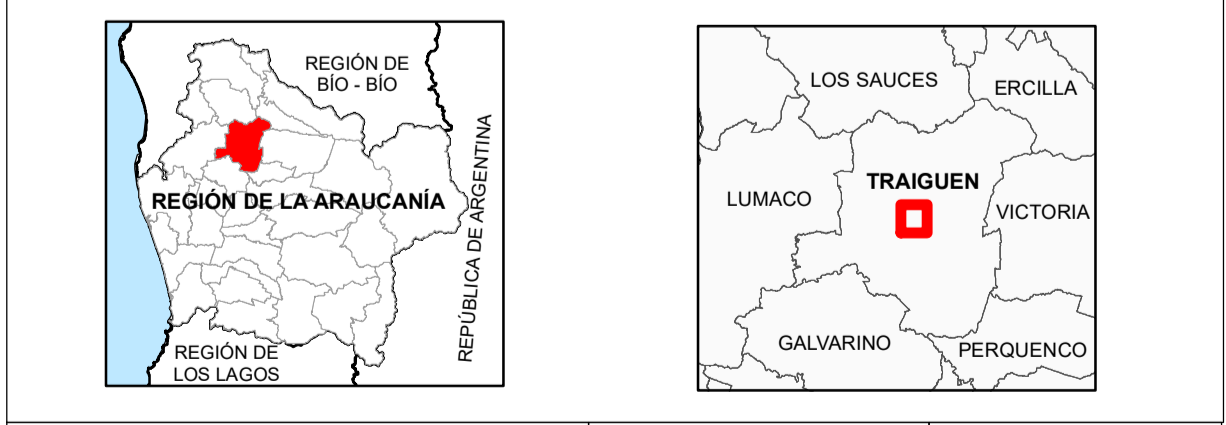 REGIÓN DE
BÍO - BÍO
REGIÓN DE LA ARAUCANÍA
REPÚBLICA DE ARGENTINA
REGIÓN DE
LOS LAGOS
LOS SAUCES
ERCILLA
TRAIGUEN
LUMACO
VICTORIA
GALVARINO
PERQUENCO